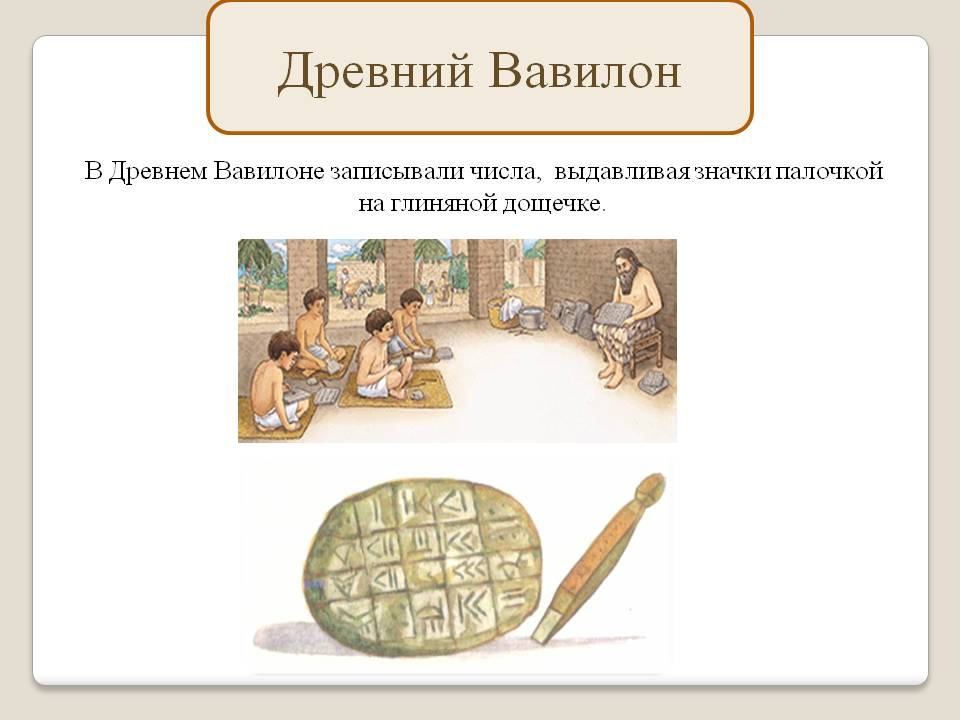 Древний Вавилон
В Древнем Вавилоне записывали числа, выдавливая значки палочкой
на глиняной дощечке.